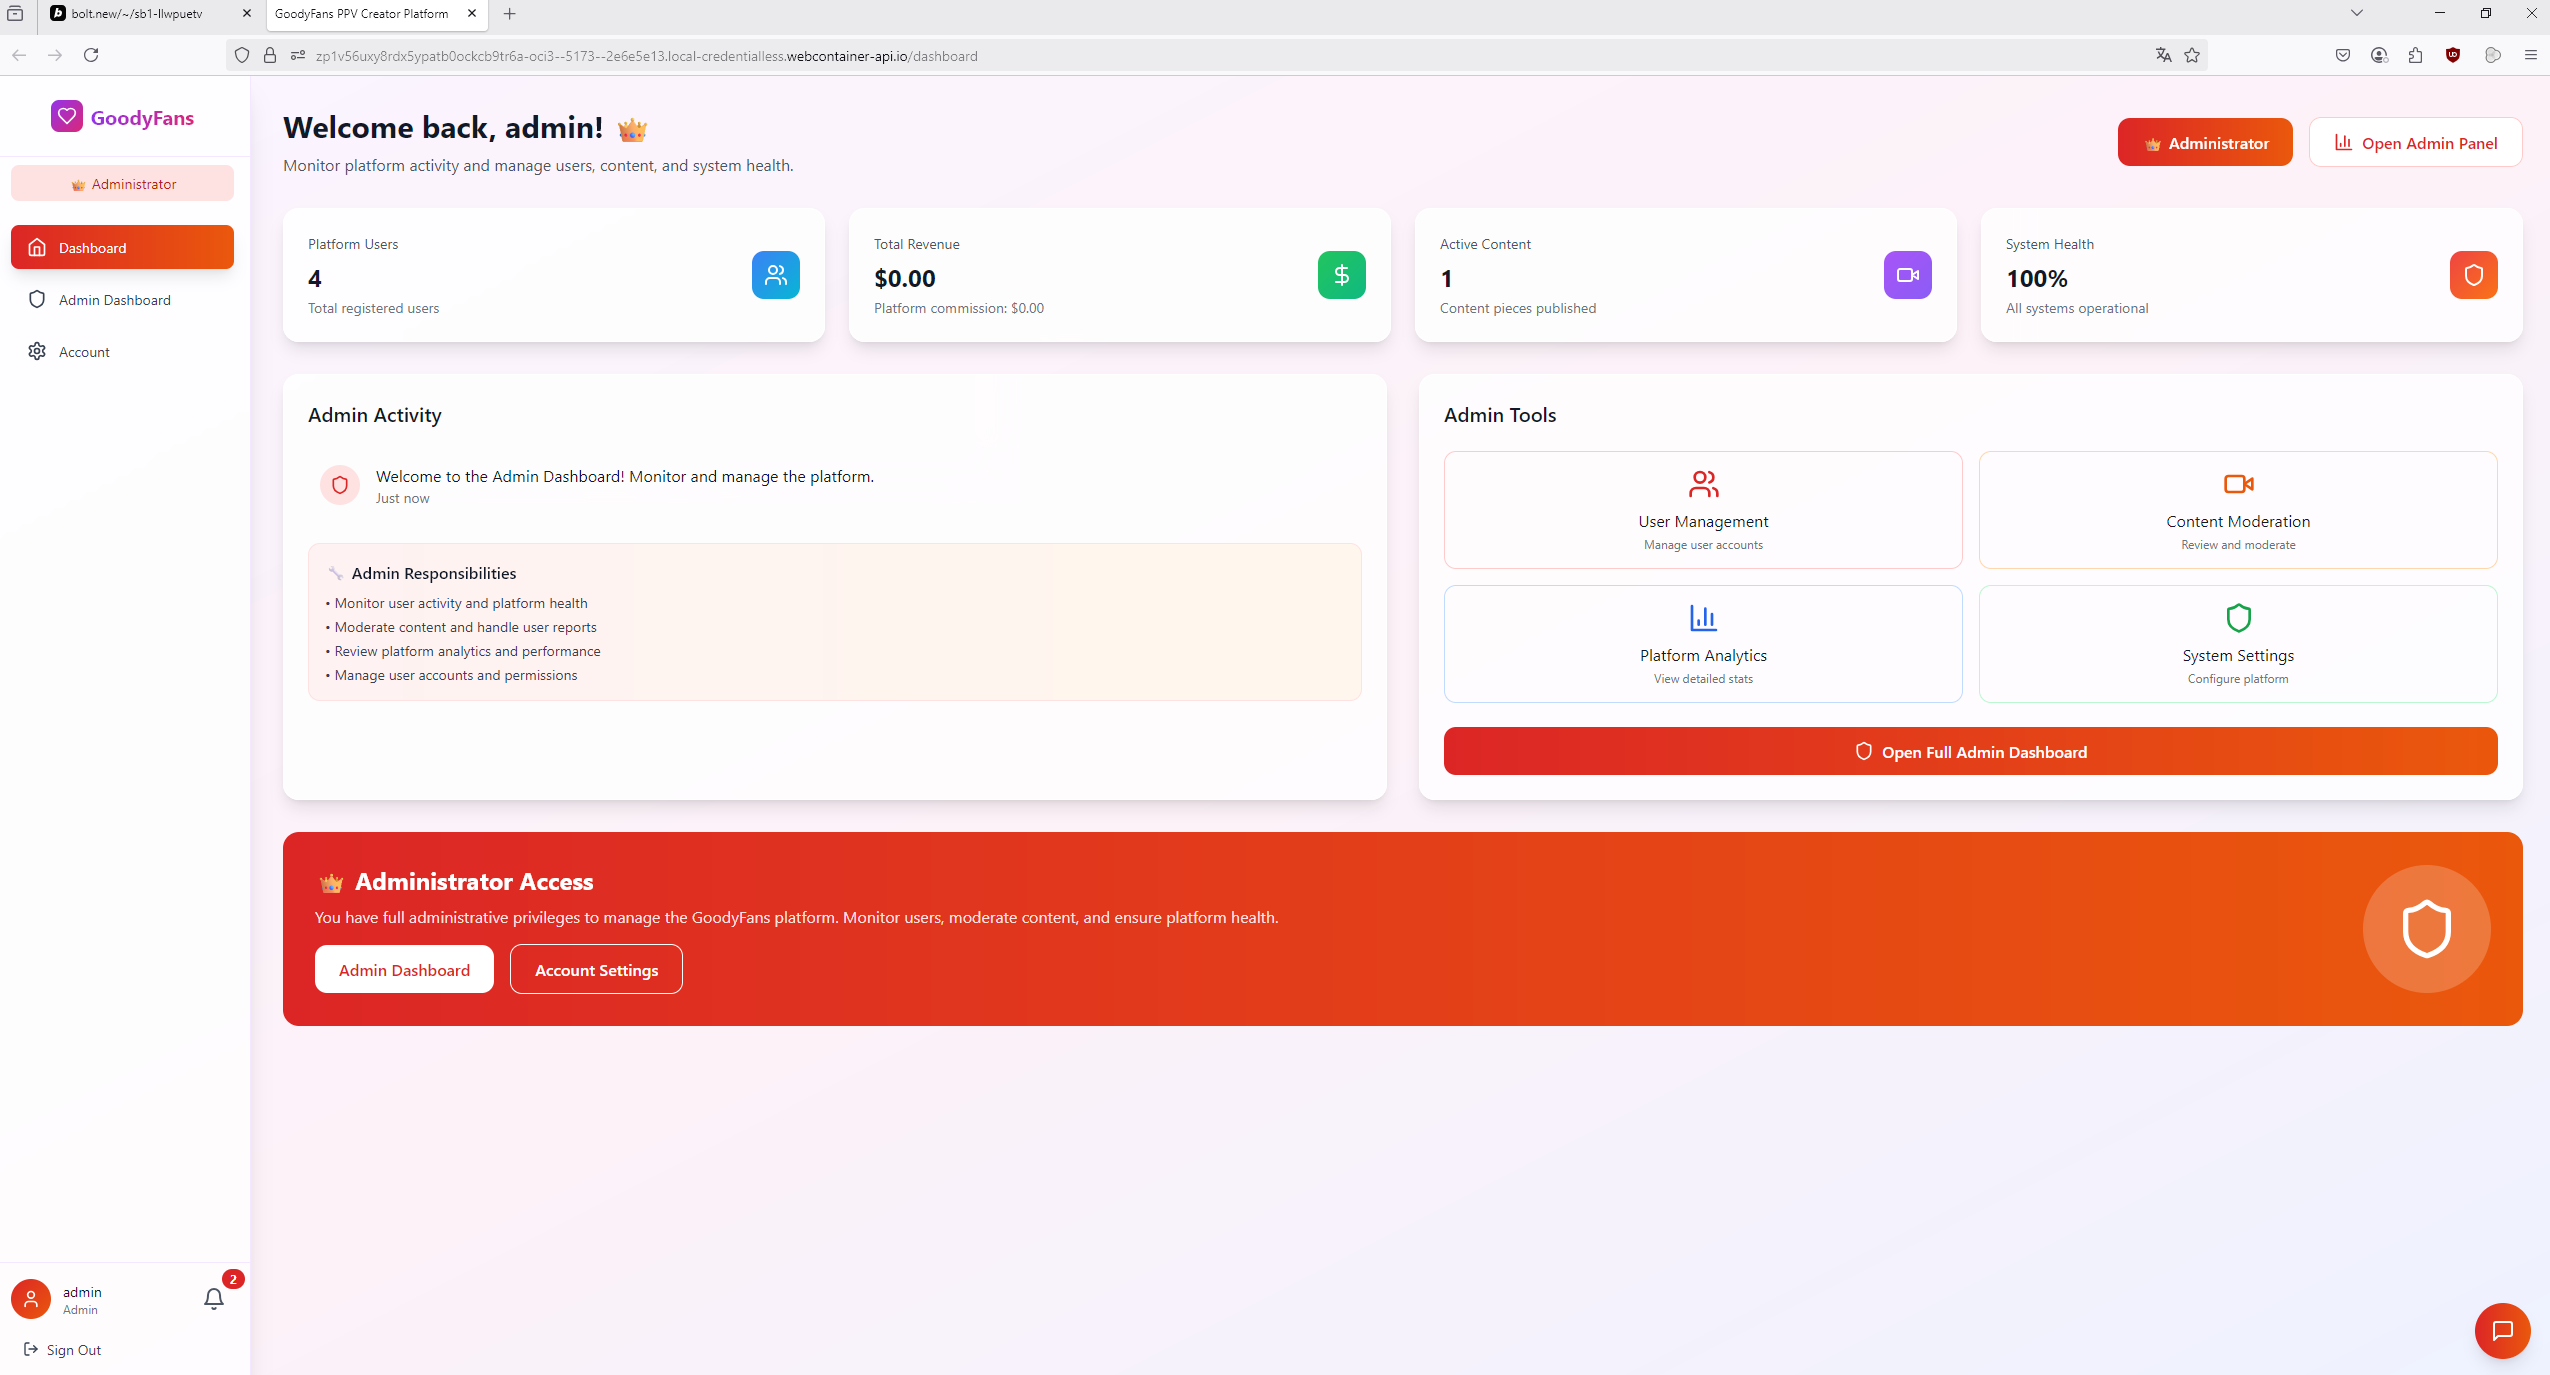 bolt.new/~/sb1-llwpuetv
GoodyFans PPV Creator Platform
zp1v56uxy8rdx5ypatb0ockcb9tr6a-oci3--5173--2e6e5e13.local-credentialless.webcontainer-api.io/dashboard
GoodyFans
Administrator
Dashboard
Admin Dashboard
Account
Welcome back, admin!
Monitor platform activity and manage users, content, and system health.
Administrator
Open Admin Panel
Platform Users
4
Total registered users
Total Revenue
$0.00
Platform commission: $0.00
Active Content
1
Content pieces published
System Health
100%
All systems operational
Admin Activity
Welcome to the Admin Dashboard! Monitor and manage the platform.
Just now
Admin Responsibilities
• Monitor user activity and platform health
• Moderate content and handle user reports
• Review platform analytics and performance
• Manage user accounts and permissions
Admin Tools
User Management
Manage user accounts
Content Moderation
Review and moderate
Platform Analytics
View detailed stats
System Settings
Configure platform
Open Full Admin Dashboard
Administrator Access
You have full administrative privileges to manage the GoodyFans platform. Monitor users, moderate content, and ensure platform health.
Admin Dashboard
Account Settings
admin
Admin
2
Sign Out